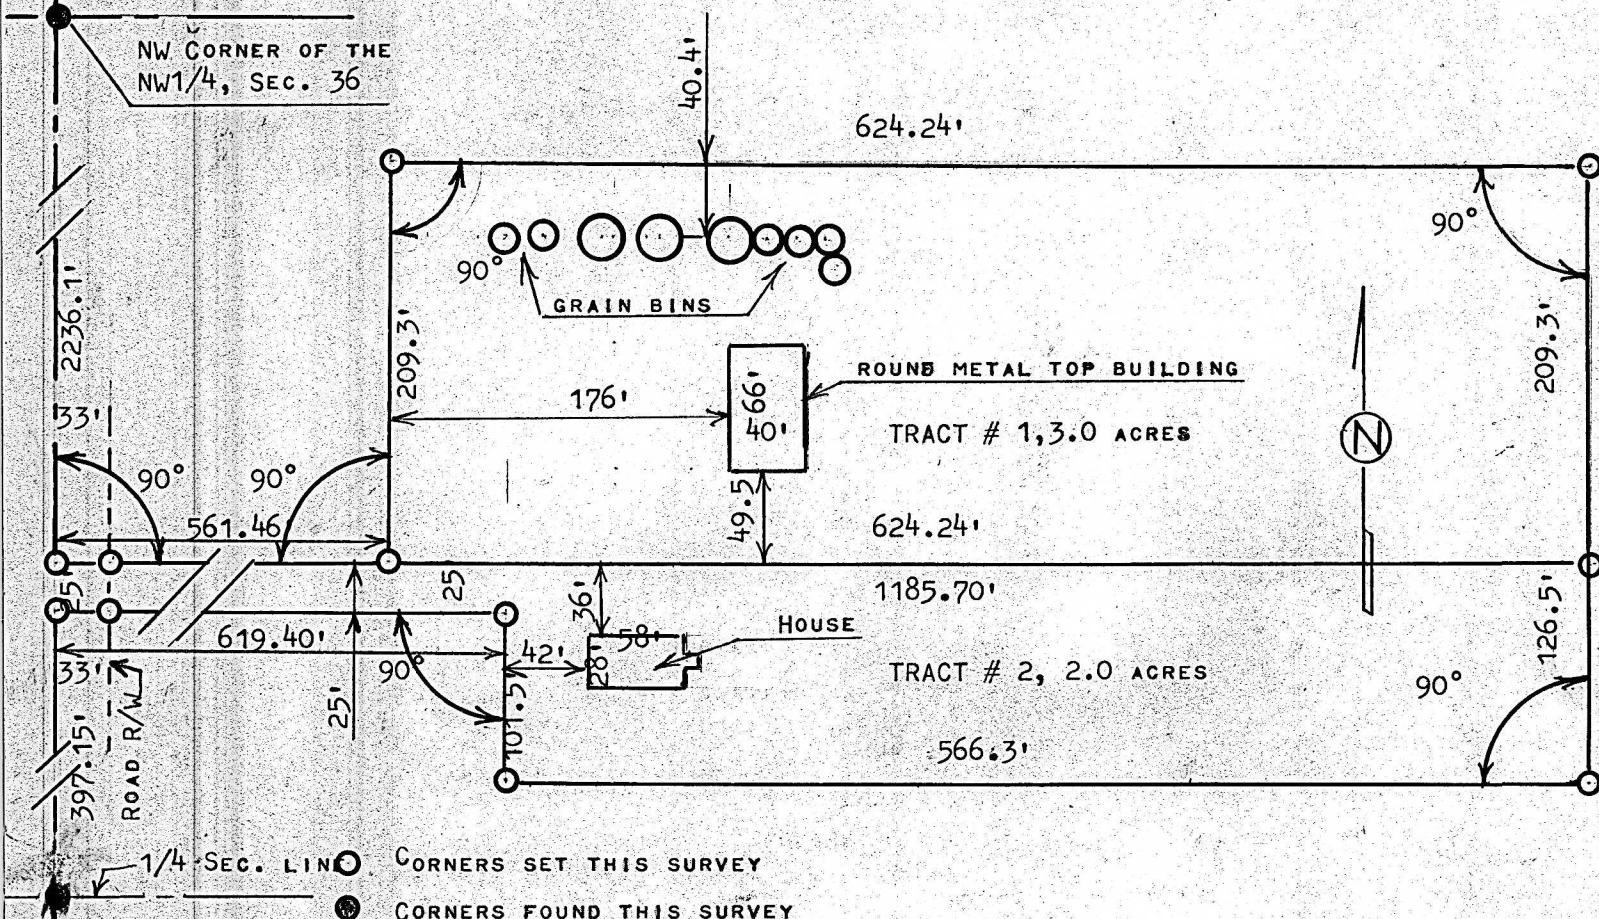 NW CORNER OF THE
NW1/4, SEC. 36
40.4'
624.24'
90°
90°
GRAIN BINS
2236.1'
209.3'
209.3'
ROUND METAL TOP BUILDING
66'
40'
176'
TRACT # 1,3.0 ACRES
N
33'
90°
90°
49.5
561.46'
624.24'
25'
25
36'
1185.70'
126.5'
619.40'
58'
HOUSE
42'
28'
33'
90°
TRACT # 2, 2.0 ACRES
90°
25'
101.5'
566.3'
397.15'
ROAD R/W
1/4 SEC. LINE
CORNERS SET THIS SURVEY
CORNERS FOUND THIS SURVEY